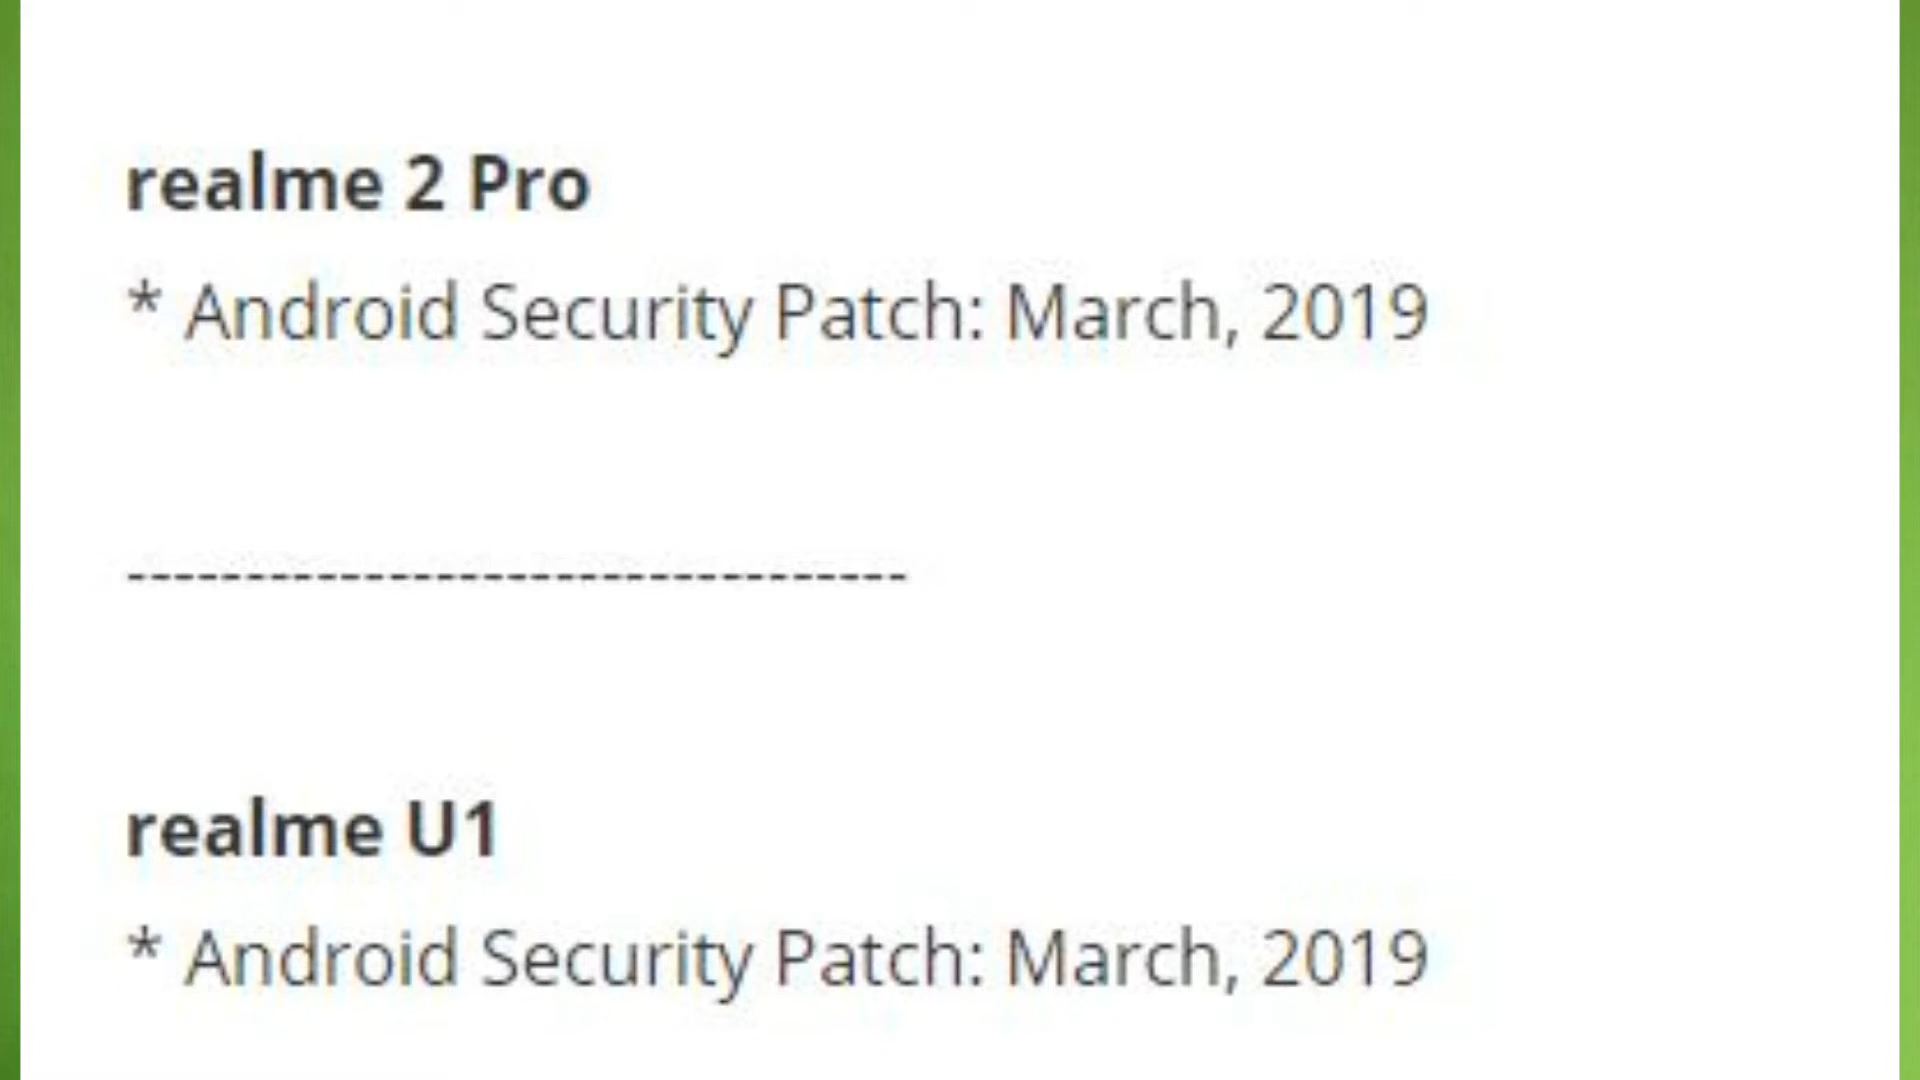 realme 2 Pro
* Android Security Patch: March, 2019
----------------------------------
realme U1
* Android Security Patch: March, 2019